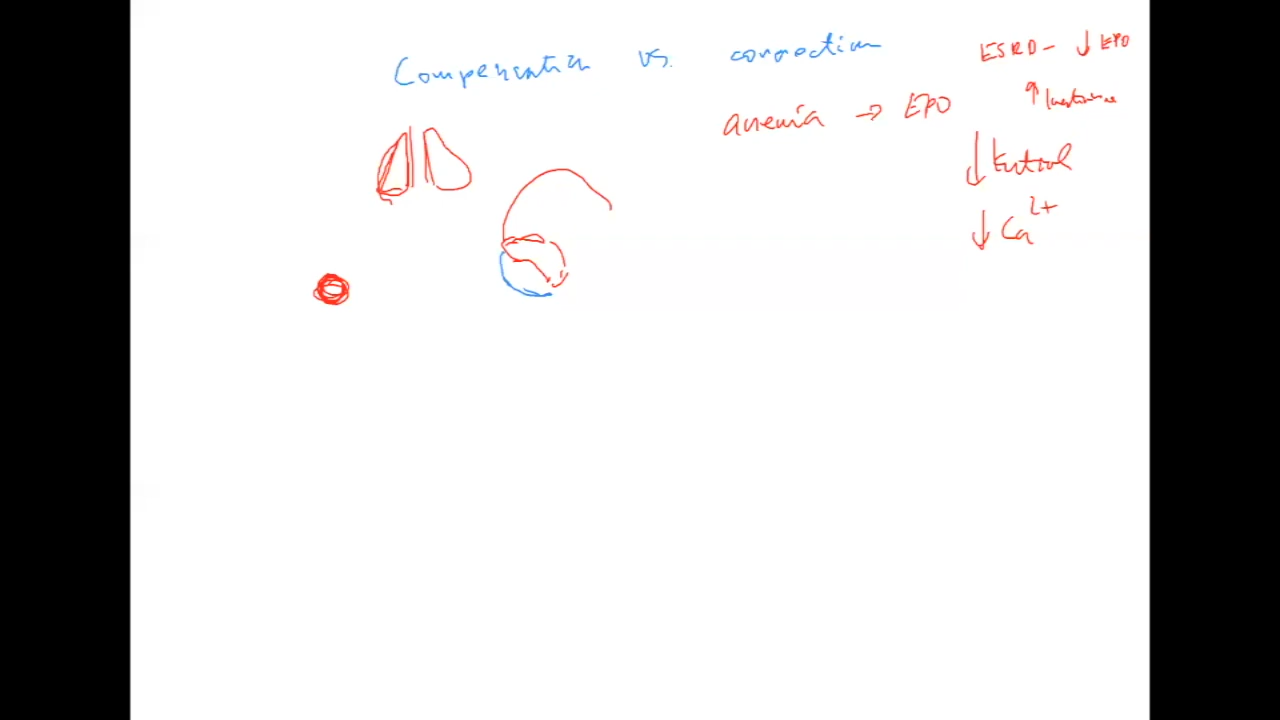 Compensation vs. correction
ESRD - ↓ EPO
anemia → EPO
↑
↓
↓ Ca2+